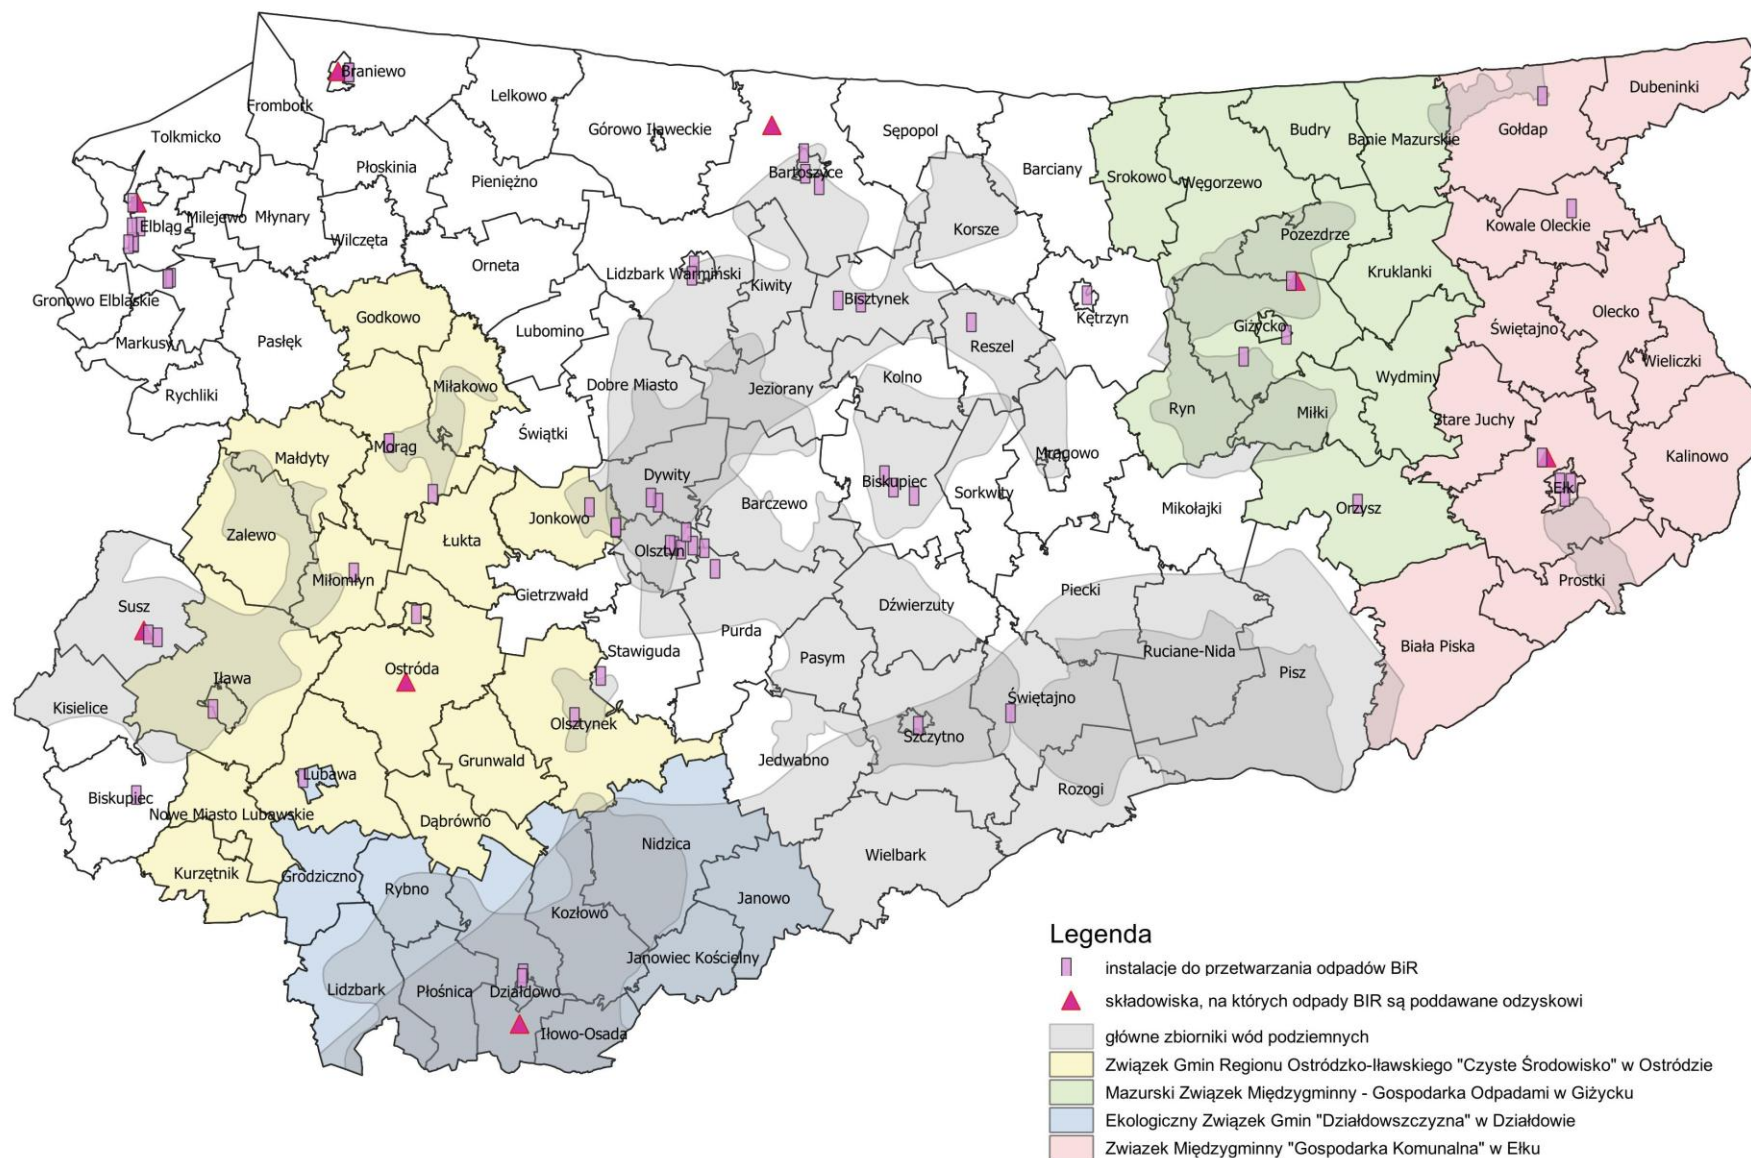 Braniewo
Frombork
Lelkowo
Dubeninki
Tolkmicko
Górowo Iławeckie
Sępopol
Budry
Banie Mazurskie
Gołdap
Płoskinia
Pieniężno
Bartoszyce
Barciany
Srokowo
Węgorzewo
Elbląg
Milejewo
Młynary
Wilczęta
Orneta
Korsze
Pozezdrze
Kowale Oleckie
Lidzbark Warmiński
Kiwity
Kruklanki
Gronowo Elbląskie
Bisztynek
Olecko
Godkowo
Kętrzyn
Giżycko
Świętajno
Markusy
Pasłęk
Lubomino
Reszel
Wieliczki
Rychliki
Miłakowo
Dobre Miasto
Jeziorany
Kolno
Wydminy
Ryn
Miłki
Stare Juchy
Świątki
Morąg
Małdyty
Mrągowo
Kalinowo
Dywity
Biskupiec
Sorkwity
Ełk
Barczewo
Mikołajki
Orzysz
Jonkowo
Zalewo
Łukta
Olsztyn
Miłomłyn
Prostki
Gietrzwałd
Susz
Dźwierzuty
Piecki
Purda
Biała Piska
Stawiguda
Pasym
Ruciane-Nida
Ostróda
Pisz
Iława
Świętajno
Kisielice
Olsztynek
Szczytno
Jedwabno
Grunwald
Lubawa
Rozogi
Biskupiec
Nowe Miasto Lubawskie
Dąbrówno
Nidzica
Wielbark
Kurzętnik
Grodziczno
Rybno
Janowo
Kozłowo
Janowiec Kościelny
Lidzbark
Płośnica
Działdowo
Iłowo-Osada
Legenda
instalacje do przetwarzania odpadów BiR
składowiska, na których odpady BIR są poddawane odzyskowi
główne zbiorniki wód podziemnych
Związek Gmin Regionu Ostródzko-Iławskiego "Czyste Środowisko" w Ostródzie
Mazurski Związek Międzygminny - Gospodarka Odpadami w Giżycku
Ekologiczny Związek Gmin "Działdowszczyzna" w Działdowie
Zwiazek Międzygminny "Gospodarka Komunalna" w Ełku